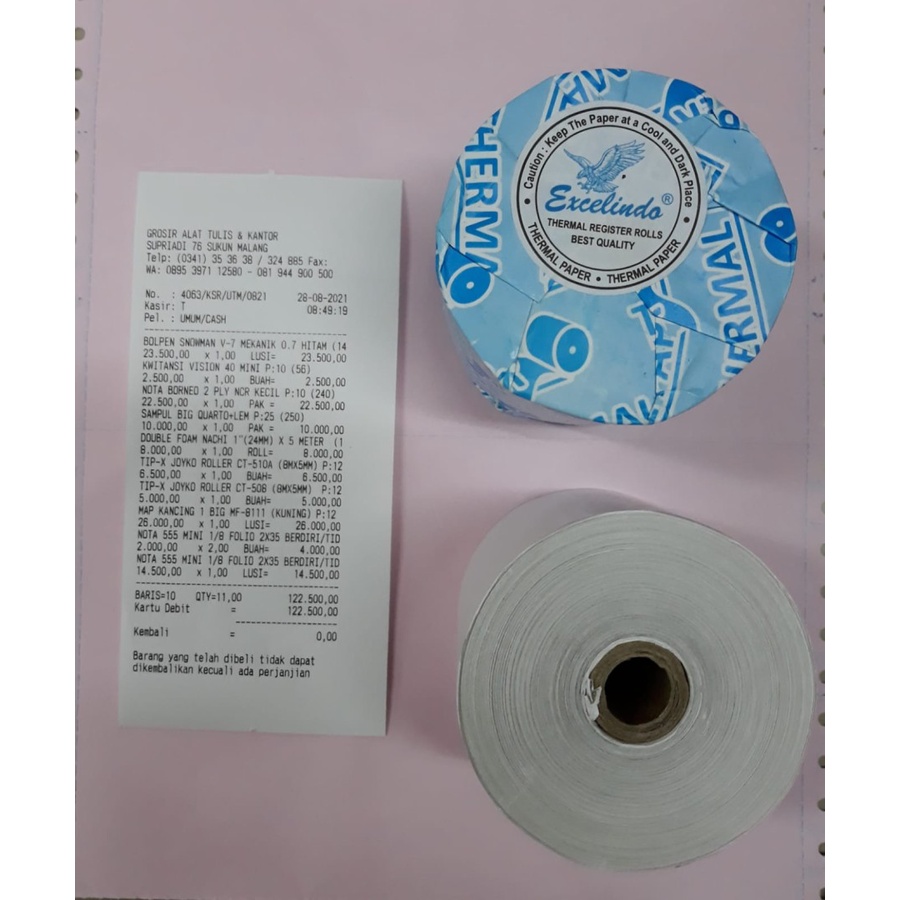 GROSIR ALAT TULIS & KANTOR
SUPRIADI 76 SUKUN MALANG
Telp: (0341) 35 36 38 / 324 885 Fax:
WA: 0895 3971 12580 - 081 944 900 500
No. : 4063/KSR/UTM/0821 28-08-2021
Kasir: T 08:49:19
Pel. : UMUM/CASH
BOLPEN SNOWMAN V-7 MEKANIK 0.7 HITAM (14
23.500,00 x 1,00 LUSI= 23.500,00
KWITANSI VISION 40 MINI P:10 (56)
2.500,00 x 1,00 BUAH= 2.500,00
NOTA BORNEO 2 PLY NCR KECIL P:10 (240)
22.500,00 x 1,00 PAK = 22.500,00
SAMPUL BIG QUARTO+LEM P:25 (250)
10.000,00 x 1,00 PAK = 10.000,00
DOUBLE FOAM NACHI 1"(24MM) X 5 METER (1
8.000,00 x 1,00 ROLL= 8.000,00
TIP-X JOYKO ROLLER CT-510A (8MX5MM) P:12
6.500,00 x 1,00 BUAH= 6.500,00
TIP-X JOYKO ROLLER CT-508 (8MX5MM) P:12
5.000,00 x 1,00 BUAH= 5.000,00
MAP KANCING 1 BIG MF-8111 (KUNING) P:12
26.000,00 x 1,00 LUSI= 26.000,00
NOTA 555 MINI 1/8 FOLIO 2X35 BERDIRI/TID
2.000,00 x 2,00 BUAH= 4.000,00
NOTA 555 MINI 1/8 FOLIO 2X35 BERDIRI/TID
14.500,00 x 1,00 LUSI= 14.500,00
BARIS=10 QTY=11,00 122.500,00
Kartu Debit = 122.500,00
Kembali = 0,00
Barang yang telah dibeli tidak dapat
dikembalikan kecuali ada perjanjian
Caution : Keep The Paper at a Cool and Dark Place
Excelindo®
THERMAL REGISTER ROLLS
BEST QUALITY
THERMAL PAPER • THERMAL PAPER
THERMO
THERMAL